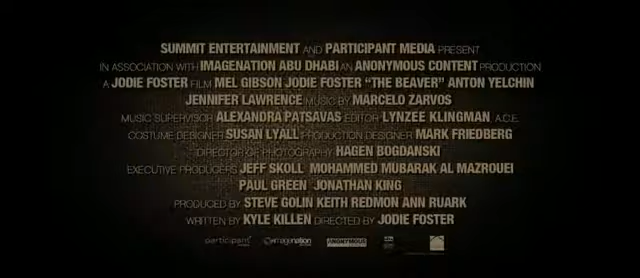 SUMMIT ENTERTAINMENT AND PARTICIPANT MEDIA PRESENT
IN ASSOCIATION WITH IMAGENATION ABU DHABI AN ANONYMOUS CONTENT PRODUCTION
A JODIE FOSTER FILM MEL GIBSON JODIE FOSTER "THE BEAVER" ANTON YELCHIN
JENNIFER LAWRENCE MUSIC BY MARCELO ZARVOS
MUSIC SUPERVISOR ALEXANDRA PATSAVAS EDITOR LYNZEE KLINGMAN A.C.E.
COSTUME DESIGNER SUSAN LYALL PRODUCTION DESIGNER MARK FRIEDBERG
DIRECTOR OF PHOTOGRAPHY HAGEN BOGDANSKI
EXECUTIVE PRODUCERS JEFF SKOLL MOHAMMED MUBARAK AL MAZROUEI
PAUL GREEN JONATHAN KING
PRODUCED BY STEVE GOLIN KEITH REDMON ANN RUARK
WRITTEN BY KYLE KILLEN DIRECTED BY JODIE FOSTER
participant imagenation ANONYMOUS